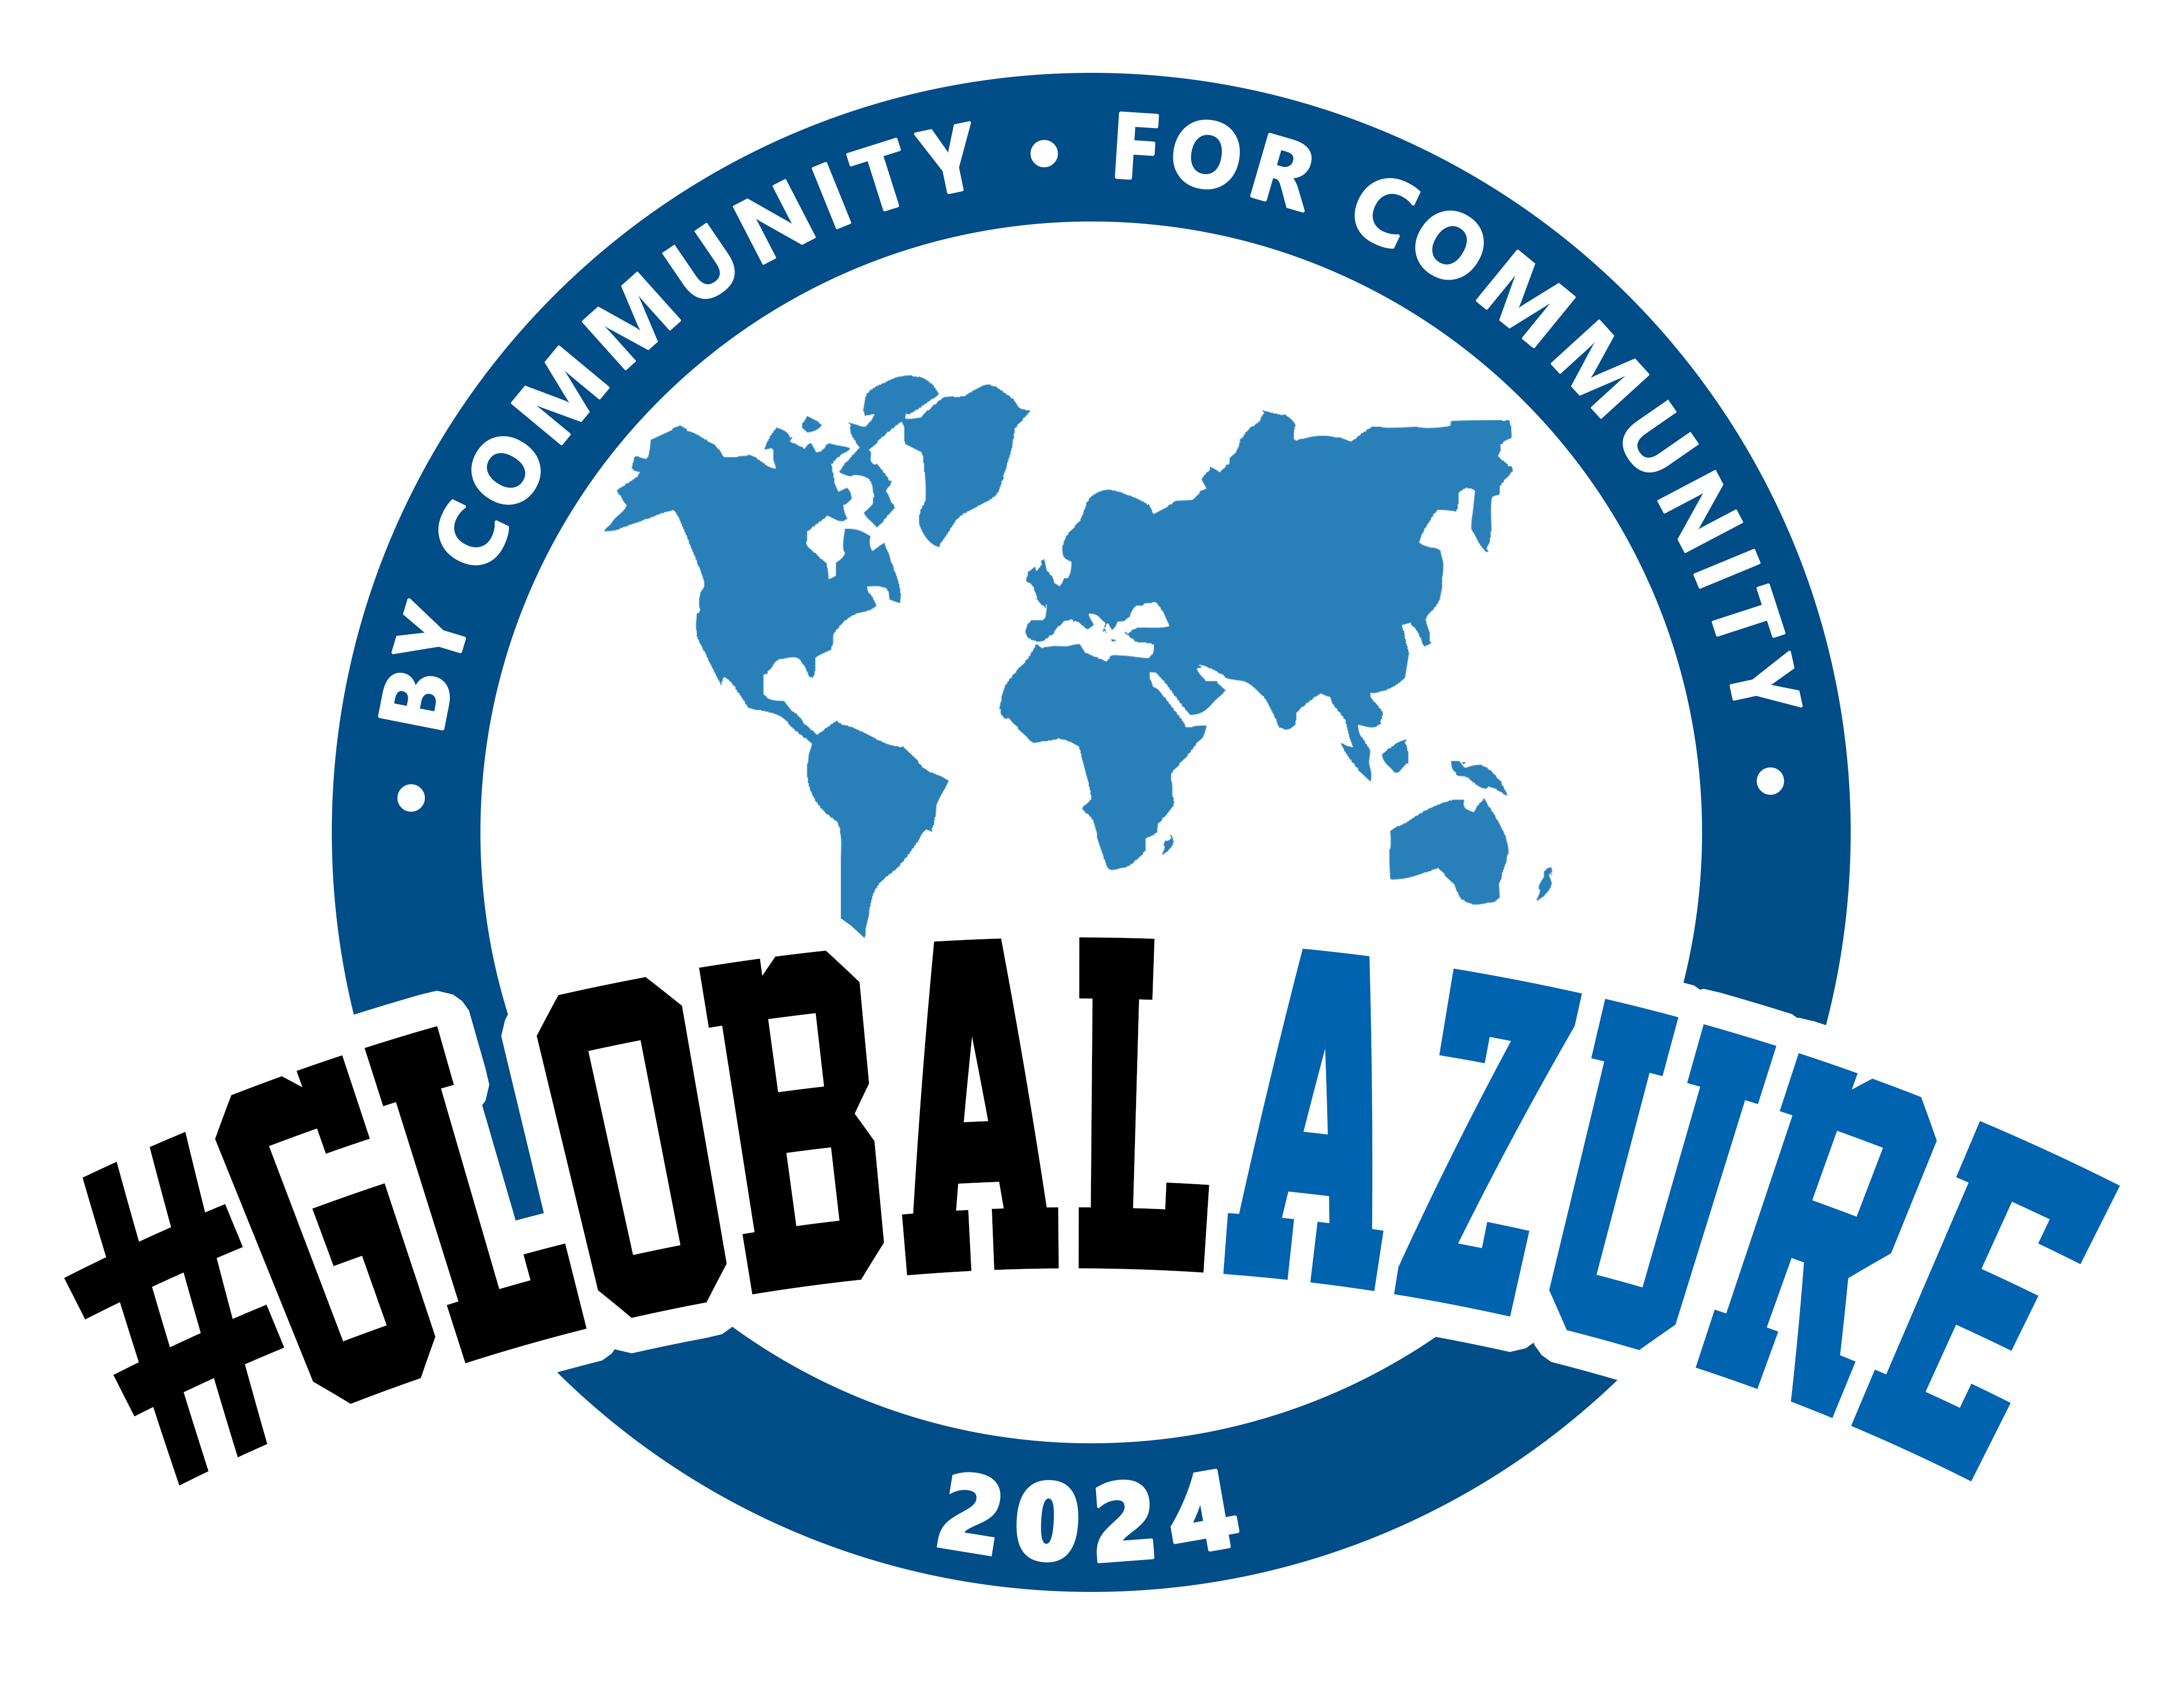 • BY COMMUNITY • FOR COMMUNITY •
#GLOBALAZURE
2024